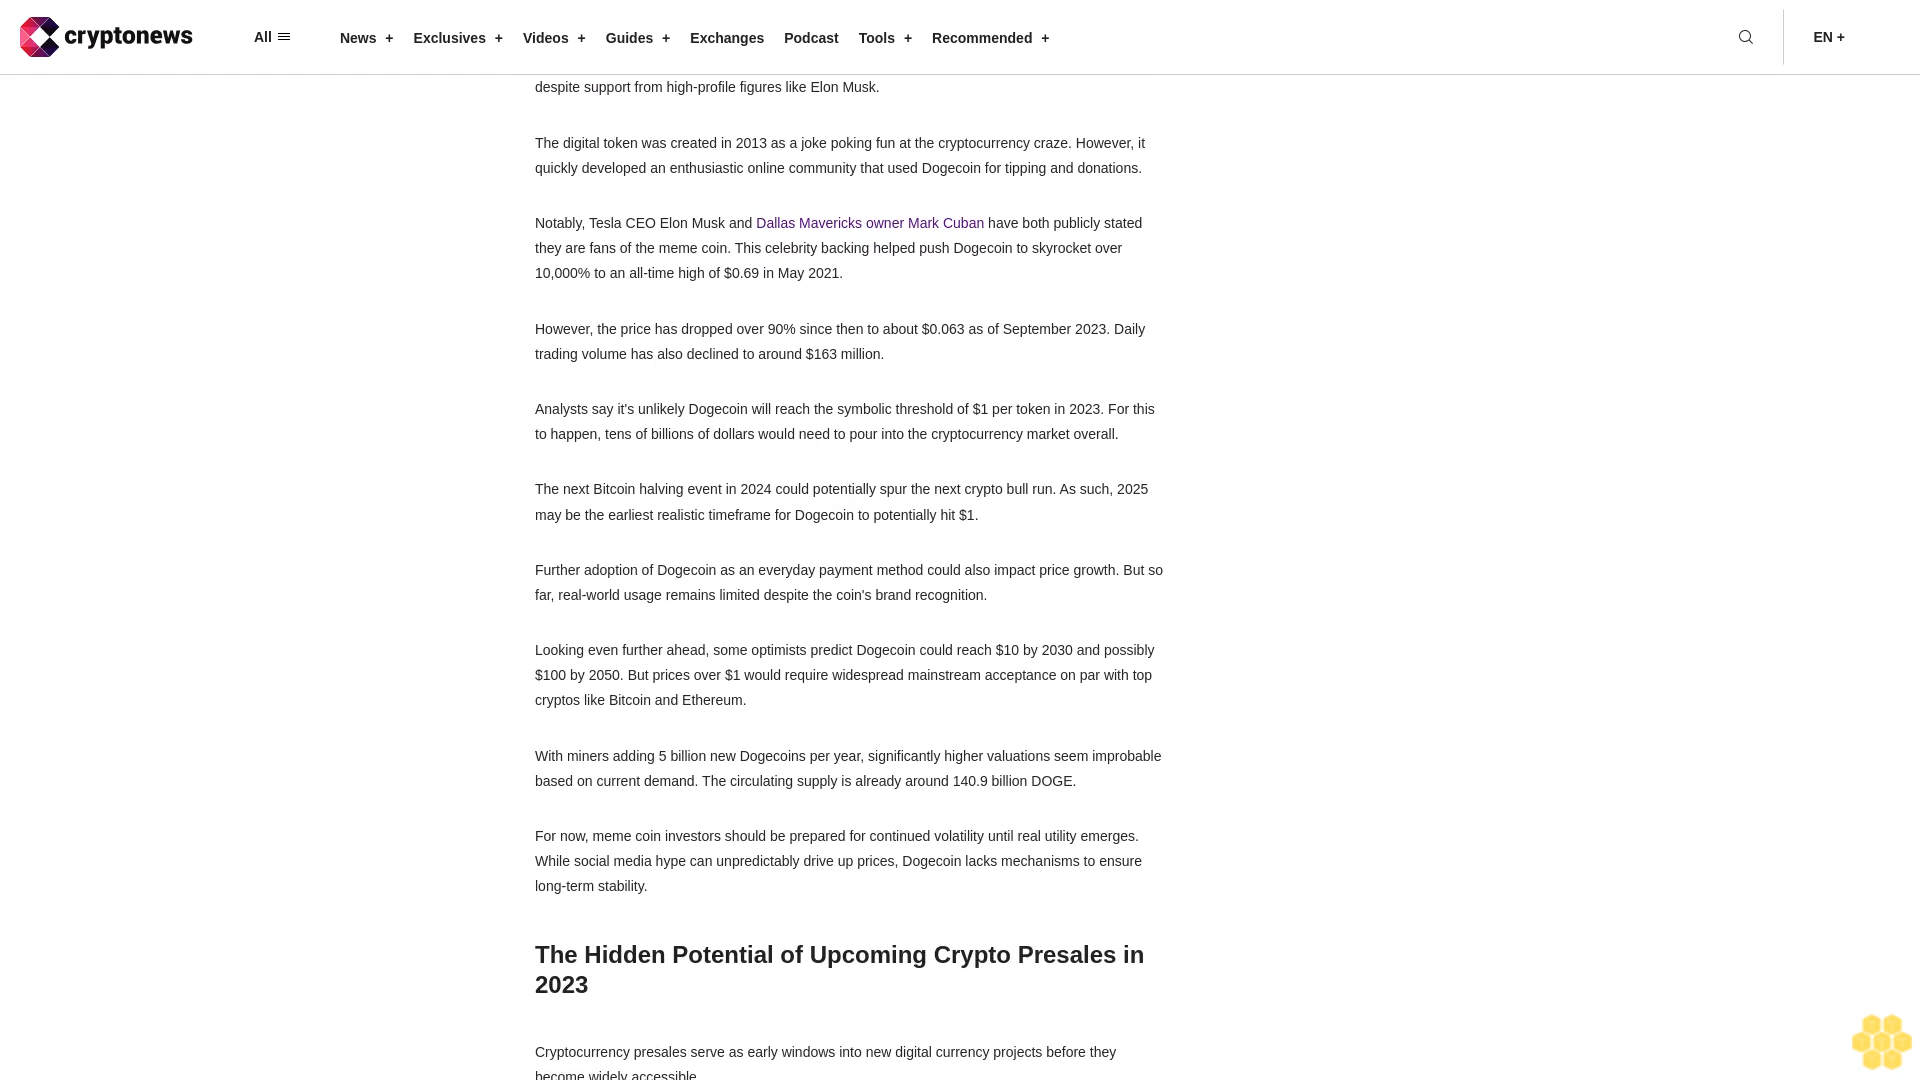 cryptonews
All
News +
Exclusives +
Videos +
Guides +
Exchanges
Podcast
Tools +
Recommended +
EN +
despite support from high-profile figures like Elon Musk.
The digital token was created in 2013 as a joke poking fun at the cryptocurrency craze. However, it
quickly developed an enthusiastic online community that used Dogecoin for tipping and donations.
Notably, Tesla CEO Elon Musk and Dallas Mavericks owner Mark Cuban have both publicly stated
they are fans of the meme coin. This celebrity backing helped push Dogecoin to skyrocket over
10,000% to an all-time high of $0.69 in May 2021.
However, the price has dropped over 90% since then to about $0.063 as of September 2023. Daily
trading volume has also declined to around $163 million.
Analysts say it's unlikely Dogecoin will reach the symbolic threshold of $1 per token in 2023. For this
to happen, tens of billions of dollars would need to pour into the cryptocurrency market overall.
The next Bitcoin halving event in 2024 could potentially spur the next crypto bull run. As such, 2025
may be the earliest realistic timeframe for Dogecoin to potentially hit $1.
Further adoption of Dogecoin as an everyday payment method could also impact price growth. But so
far, real-world usage remains limited despite the coin's brand recognition.
Looking even further ahead, some optimists predict Dogecoin could reach $10 by 2030 and possibly
$100 by 2050. But prices over $1 would require widespread mainstream acceptance on par with top
cryptos like Bitcoin and Ethereum.
With miners adding 5 billion new Dogecoins per year, significantly higher valuations seem improbable
based on current demand. The circulating supply is already around 140.9 billion DOGE.
For now, meme coin investors should be prepared for continued volatility until real utility emerges.
While social media hype can unpredictably drive up prices, Dogecoin lacks mechanisms to ensure
long-term stability.
The Hidden Potential of Upcoming Crypto Presales in
2023
Cryptocurrency presales serve as early windows into new digital currency projects before they
become widely accessible.